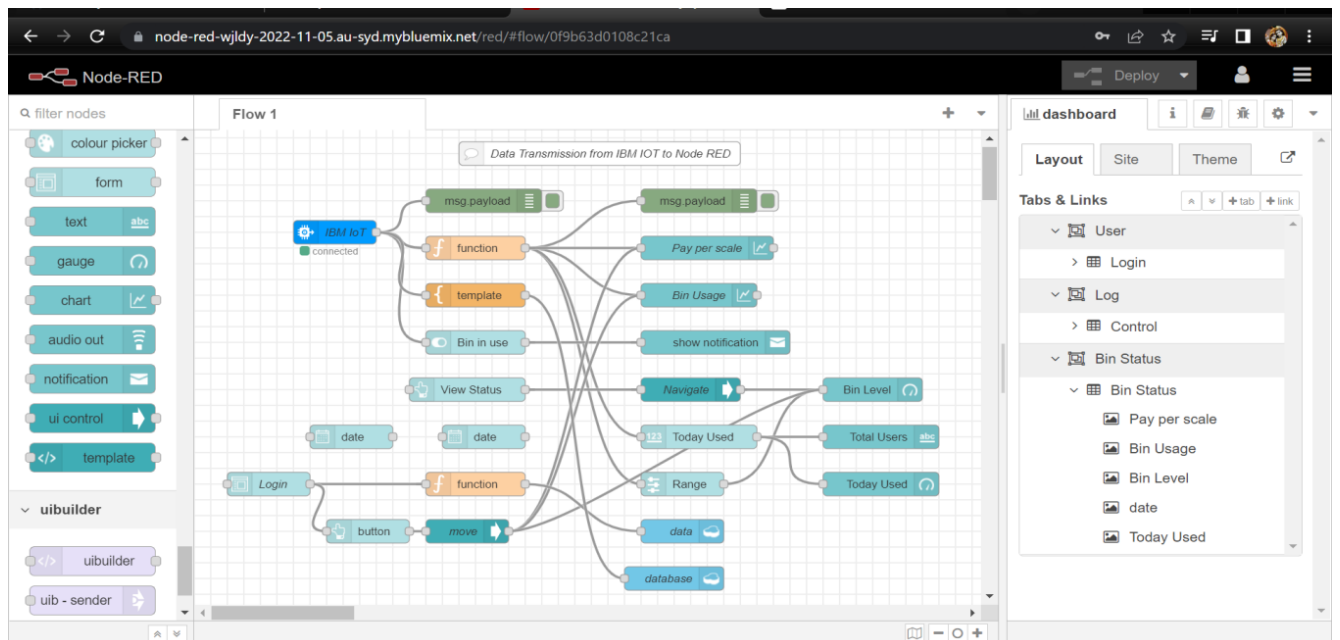 node-red-wjldy-2022-11-05.au-syd.mybluemix.net/red/#flow/0f9b63d0108c21ca
Node-RED
Deploy
filter nodes
colour picker
form
text
abc
gauge
chart
audio out
notification
ui control
template
uibuilder
uibuilder
uib - sender
Flow 1
Data Transmission from IBM IOT to Node RED
msg.payload
msg.payload
IBM IoT
connected
function
Pay per scale
template
Bin Usage
Bin in use
show notification
View Status
Navigate
Bin Level
date
date
123
Today Used
Total Users
abc
Login
function
Range
Today Used
button
move
data
database
dashboard
i
Layout
Site
Theme
Tabs & Links
+ tab
+ link
User
Login
Log
Control
Bin Status
Bin Status
Pay per scale
Bin Usage
Bin Level
date
Today Used